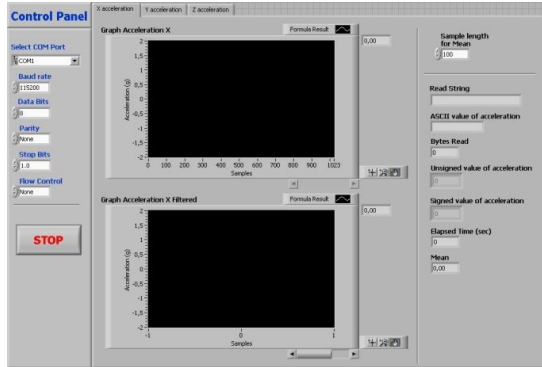 Control Panel
Select COM Port
COM1
Baud rate
115200
Data Bits
8
Parity
None
Stop Bits
1.0
Flow Control
None
STOP
X acceleration
Y acceleration
Z acceleration
Graph Acceleration X
Formula Result
0,00
Acceleration (g)
2
1,5
1
0,5
0
-0,5
-1
-1,5
-2
0 100 200 300 400 500 600 700 800 900 1023
Samples
Graph Acceleration X Filtered
Formula Result
0,00
Acceleration (g)
2
1,5
1
0,5
0
-0,5
-1
-1,5
-2
-1 0 1
Samples
Sample length
for Mean
100
Read String
ASCII value of acceleration
Bytes Read
0
Unsigned value of acceleration
0
Signed value of acceleration
0
Elapsed Time (sec)
0
Mean
0,00